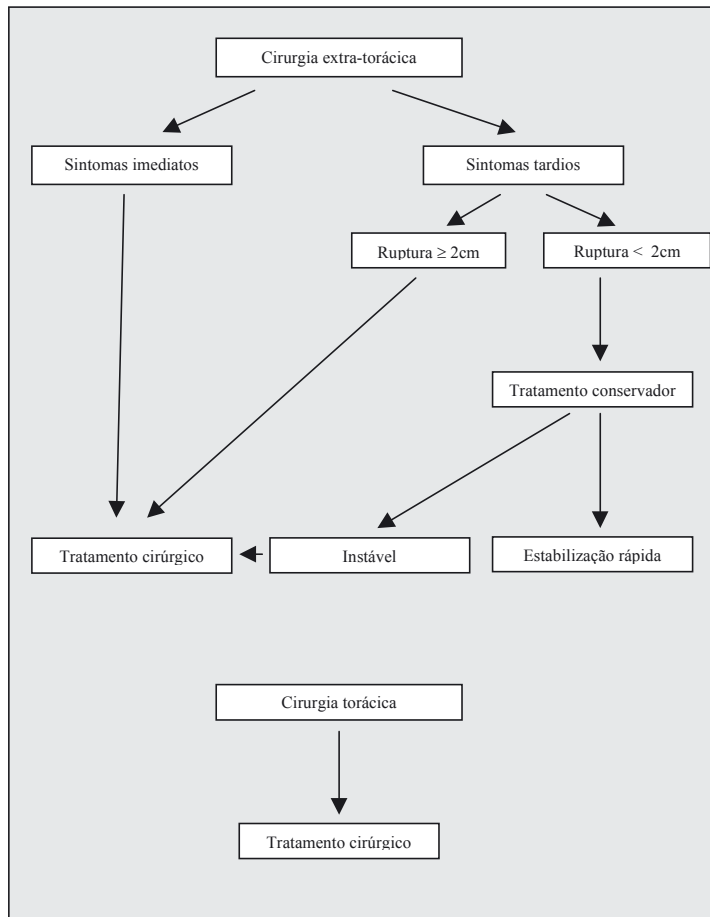 Cirurgia extra-torácica
Sintomas imediatos
Sintomas tardios
Ruptura ≥ 2cm
Ruptura < 2cm
Tratamento conservador
Tratamento cirúrgico
Instável
Estabilização rápida
Cirurgia torácica
Tratamento cirúrgico